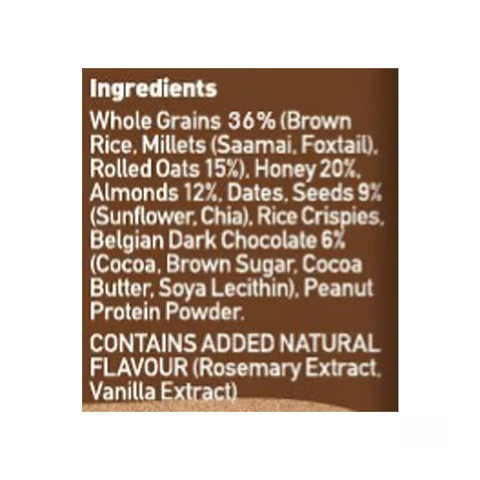 Ingredients
Whole Grains 36% (Brown
Rice, Millets (Saamai, Foxtail),
Rolled Oats 15%), Honey 20%,
Almonds 12%, Dates, Seeds 9%
(Sunflower, Chia), Rice Crispies,
Belgian Dark Chocolate 6%
(Cocoa, Brown Sugar, Cocoa
Butter, Soya Lecithin), Peanut
Protein Powder.
CONTAINS ADDED NATURAL
FLAVOUR (Rosemary Extract,
Vanilla Extract)